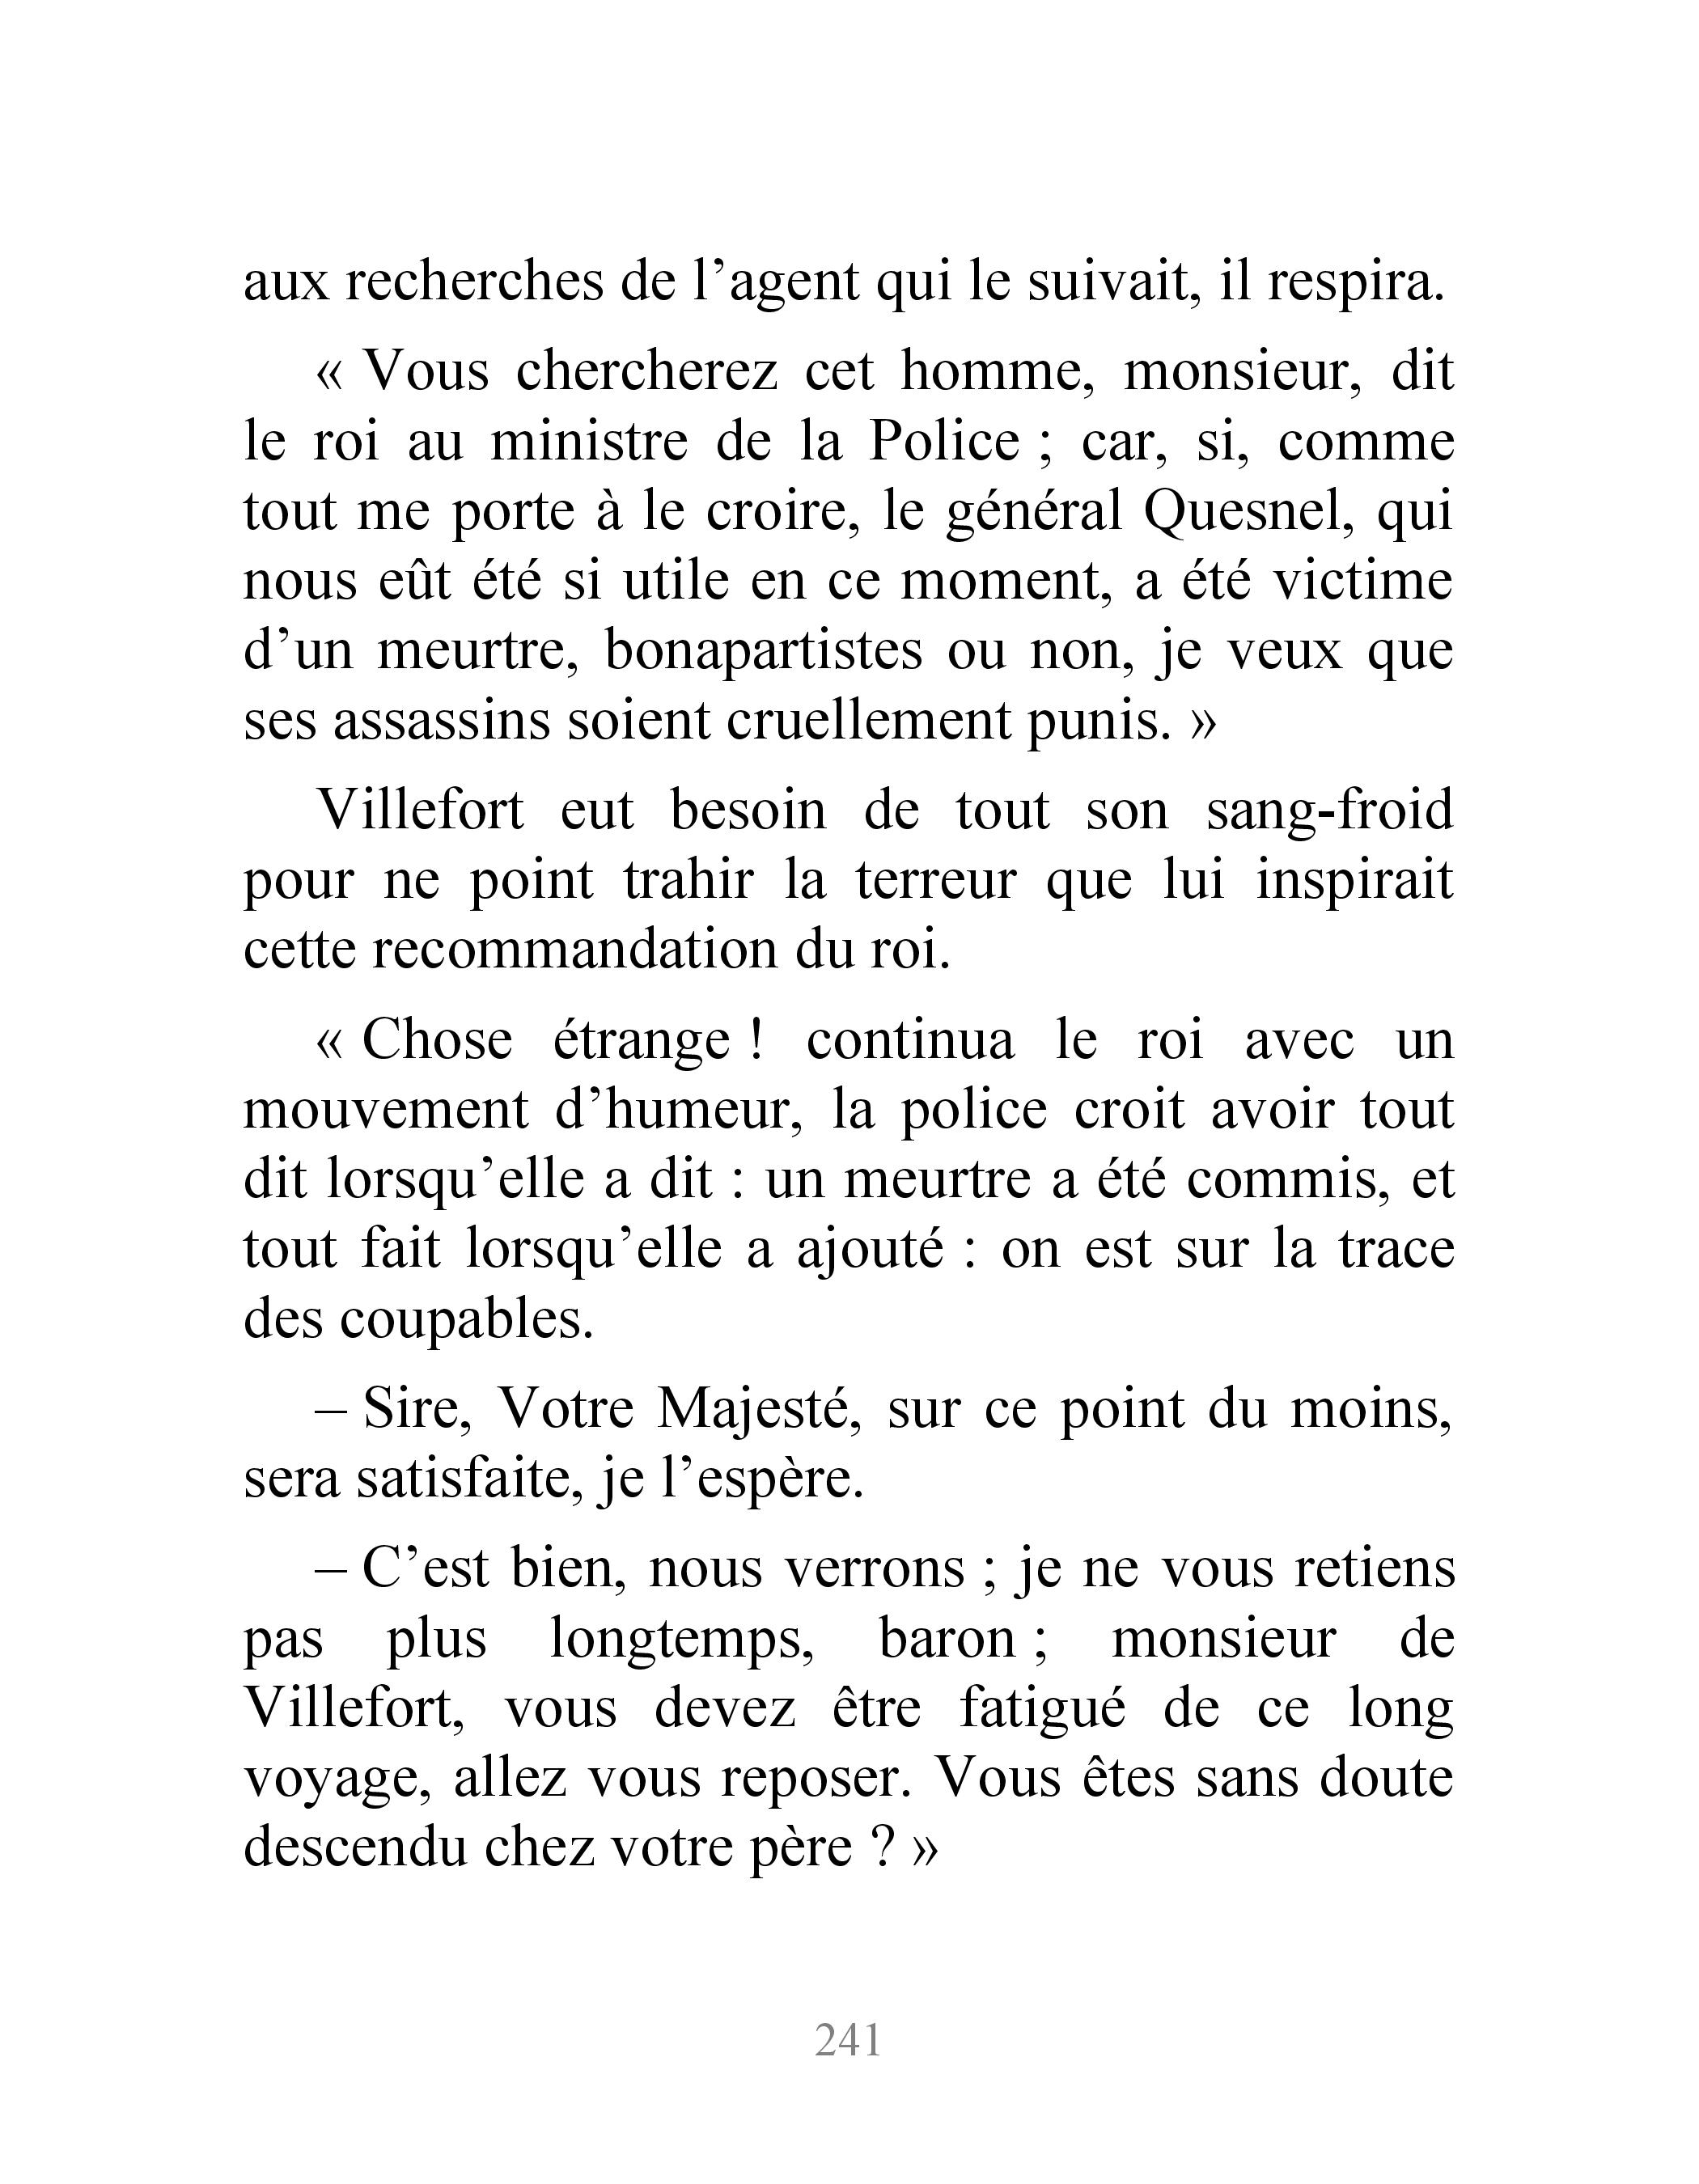 aux recherches de l’agent qui le suivait, il respira.
« Vous chercherez cet homme, monsieur, dit
le roi au ministre de la Police ; car, si, comme
tout me porte à le croire, le général Quesnel, qui
nous eût été si utile en ce moment, a été victime
d’un meurtre, bonapartistes ou non, je veux que
ses assassins soient cruellement punis. »
Villefort eut besoin de tout son sang-froid
pour ne point trahir la terreur que lui inspirait
cette recommandation du roi.
« Chose étrange ! continua le roi avec un
mouvement d’humeur, la police croit avoir tout
dit lorsqu’elle a dit : un meurtre a été commis, et
tout fait lorsqu’elle a ajouté : on est sur la trace
des coupables.
– Sire, Votre Majesté, sur ce point du moins,
sera satisfaite, je l’espère.
– C’est bien, nous verrons ; je ne vous retiens
pas plus longtemps, baron ; monsieur de
Villefort, vous devez être fatigué de ce long
voyage, allez vous reposer. Vous êtes sans doute
descendu chez votre père ? »
241